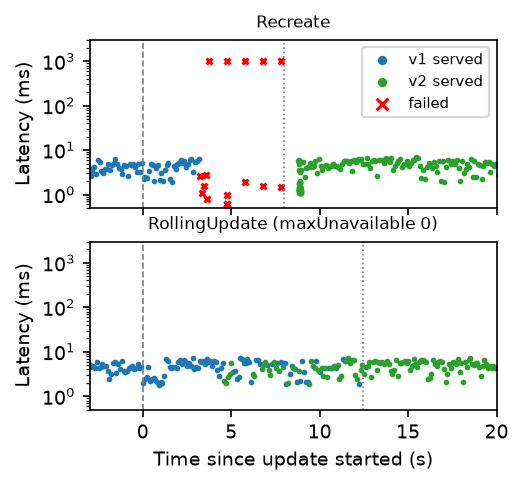 Recreate
Latency (ms)
10³
10²
10¹
10⁰
v1 served
v2 served
failed
RollingUpdate (maxUnavailable 0)
Latency (ms)
10³
10²
10¹
10⁰
0 5 10 15 20
Time since update started (s)